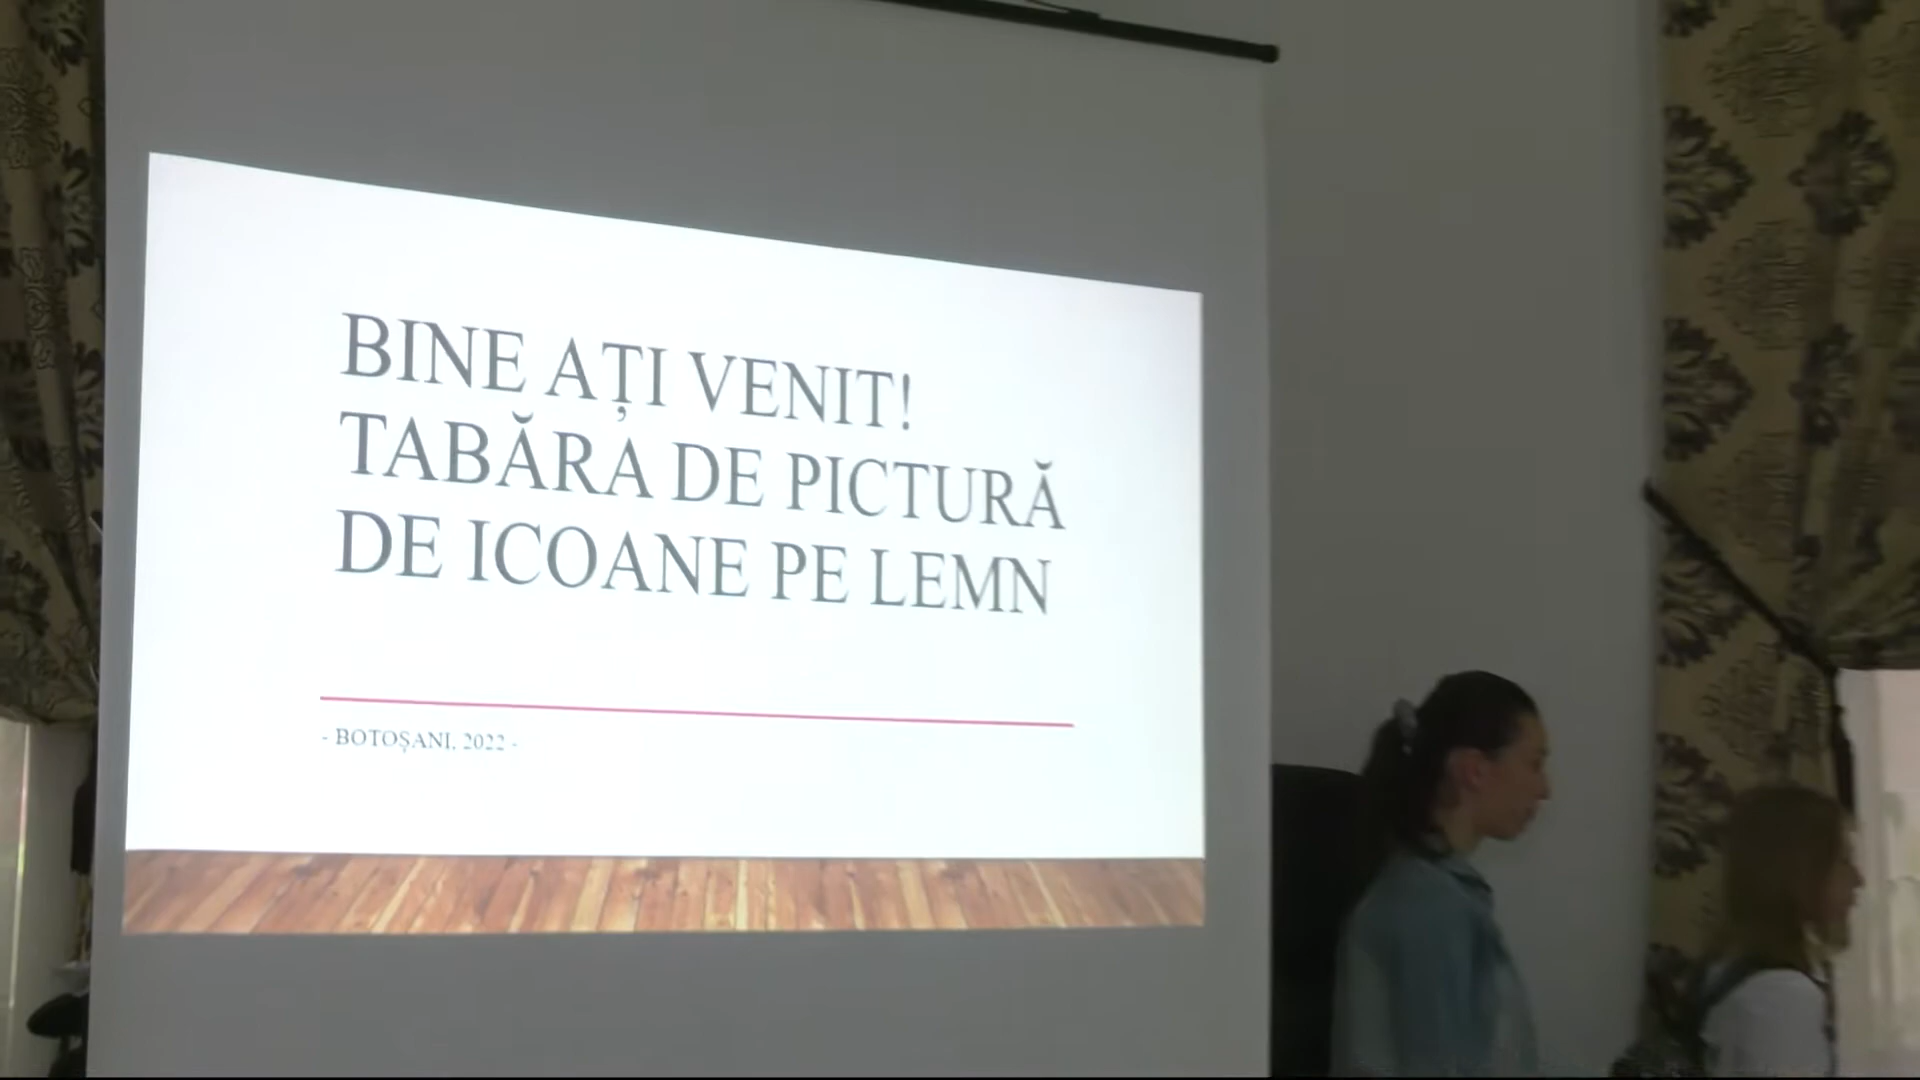 BINE AȚI VENIT!
TABĂRA DE PICTURĂ
DE ICOANE PE LEMN
- BOTOȘANI, 2022 -